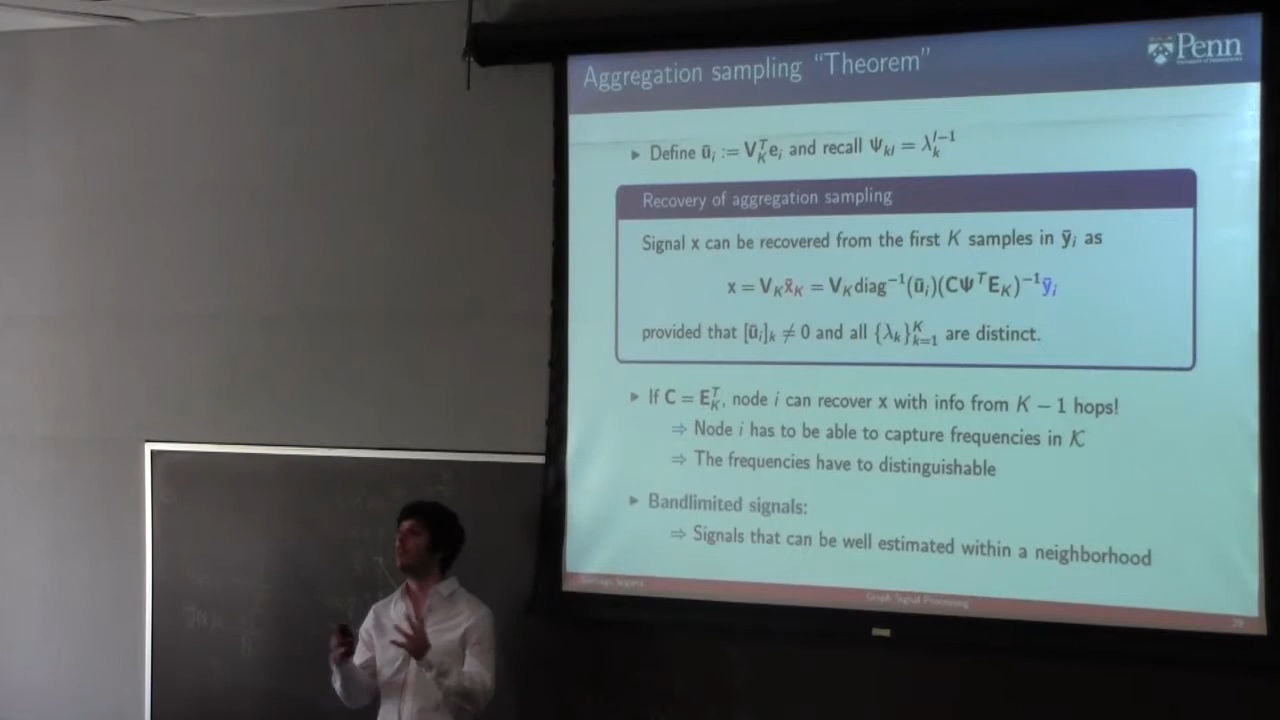 Aggregation sampling “Theorem”
Penn
▶ Define ū_i := V_K^T e_i and recall Ψ_kl = λ_k^{l−1}
Recovery of aggregation sampling
Signal x can be recovered from the first K samples in ȳ_i as
x = V_K x̄_K = V_K diag^{−1}(ū_i)(CΨ^T E_K)^{−1} ȳ_i
provided that [ū_i]_k ≠ 0 and all {λ_k}_{k=1}^K are distinct.
▶ If C = E_K^T, node i can recover x with info from K − 1 hops!
⇒ Node i has to be able to capture frequencies in 𝒦
⇒ The frequencies have to distinguishable
▶ Bandlimited signals:
⇒ Signals that can be well estimated within a neighborhood
Santiago Segarra
Graph Signal Processing